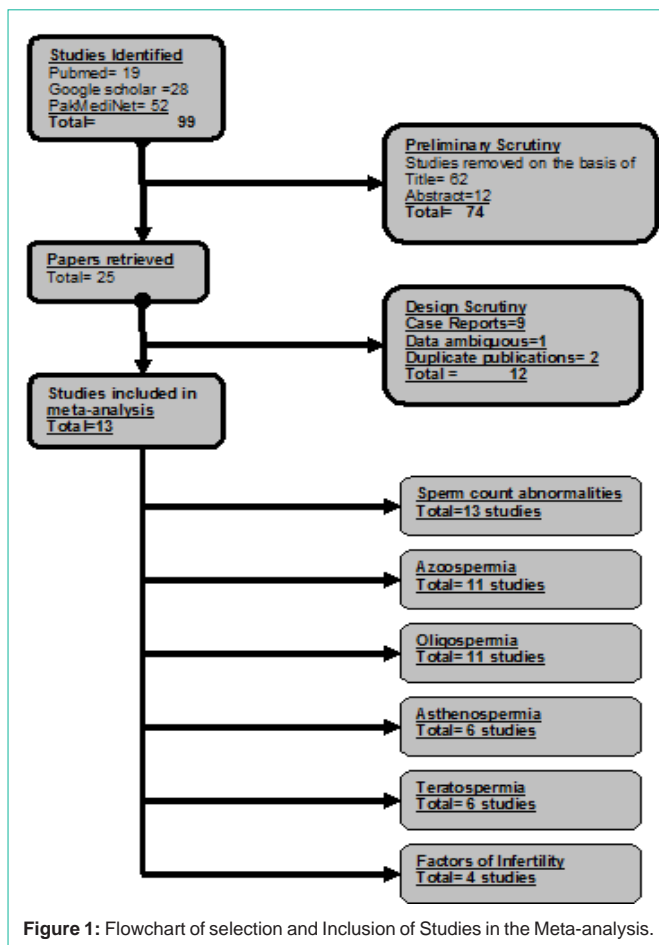 Studies Identified
Pubmed= 19
Google scholar =28
PakMediNet= 52
Total= 99
Preliminary Scrutiny
Studies removed on the basis of
Title= 62
Abstract=12
Total= 74
Papers retrieved
Total= 25
Design Scrutiny
Case Reports=9
Data ambiquous=1
Duplicate publications= 2
Total = 12
Studies included in
meta-analysis
Total=13
Sperm count abnormalities
Total=13 studies
Azoospermia
Total= 11 studies
Oligospermia
Total= 11 studies
Asthenospermia
Total= 6 studies
Teratospermia
Total= 6 studies
Factors of Infertility
Total= 4 studies
Figure 1: Flowchart of selection and Inclusion of Studies in the Meta-analysis.